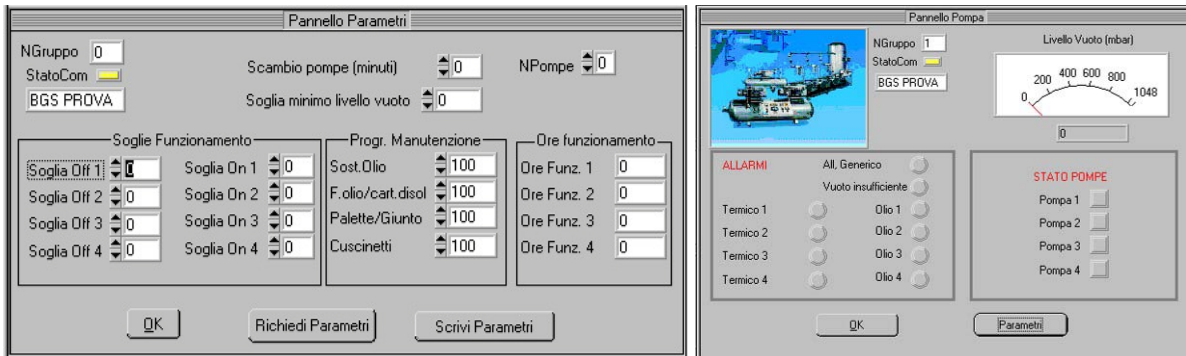 Pannello Parametri
NGruppo 0
StatoCom
BGS PROVA
Scambio pompe (minuti) 0
NPompe 0
Soglia minimo livello vuoto 0
Soglie Funzionamento
Soglia Off 1 0 Soglia On 1 0
Soglia Off 2 0 Soglia On 2 0
Soglia Off 3 0 Soglia On 3 0
Soglia Off 4 0 Soglia On 4 0
Progr. Manutenzione
Sost.Olio 100
F.olio/cart.disol 100
Palette/Giunto 100
Cuscinetti 100
Ore funzionamento
Ore Funz. 1 0
Ore Funz. 2 0
Ore Funz. 3 0
Ore Funz. 4 0
OK Richiedi Parametri Scrivi Parametri
Pannello Pompa
NGruppo 1
StatoCom
BGS PROVA
Livello Vuoto (mbar)
0 200 400 600 800 1048
0
ALLARMI All. Generico
Vuoto insufficiente
Termico 1 Olio 1
Termico 2 Olio 2
Termico 3 Olio 3
Termico 4 Olio 4
STATO POMPE
Pompa 1
Pompa 2
Pompa 3
Pompa 4
OK Parametri